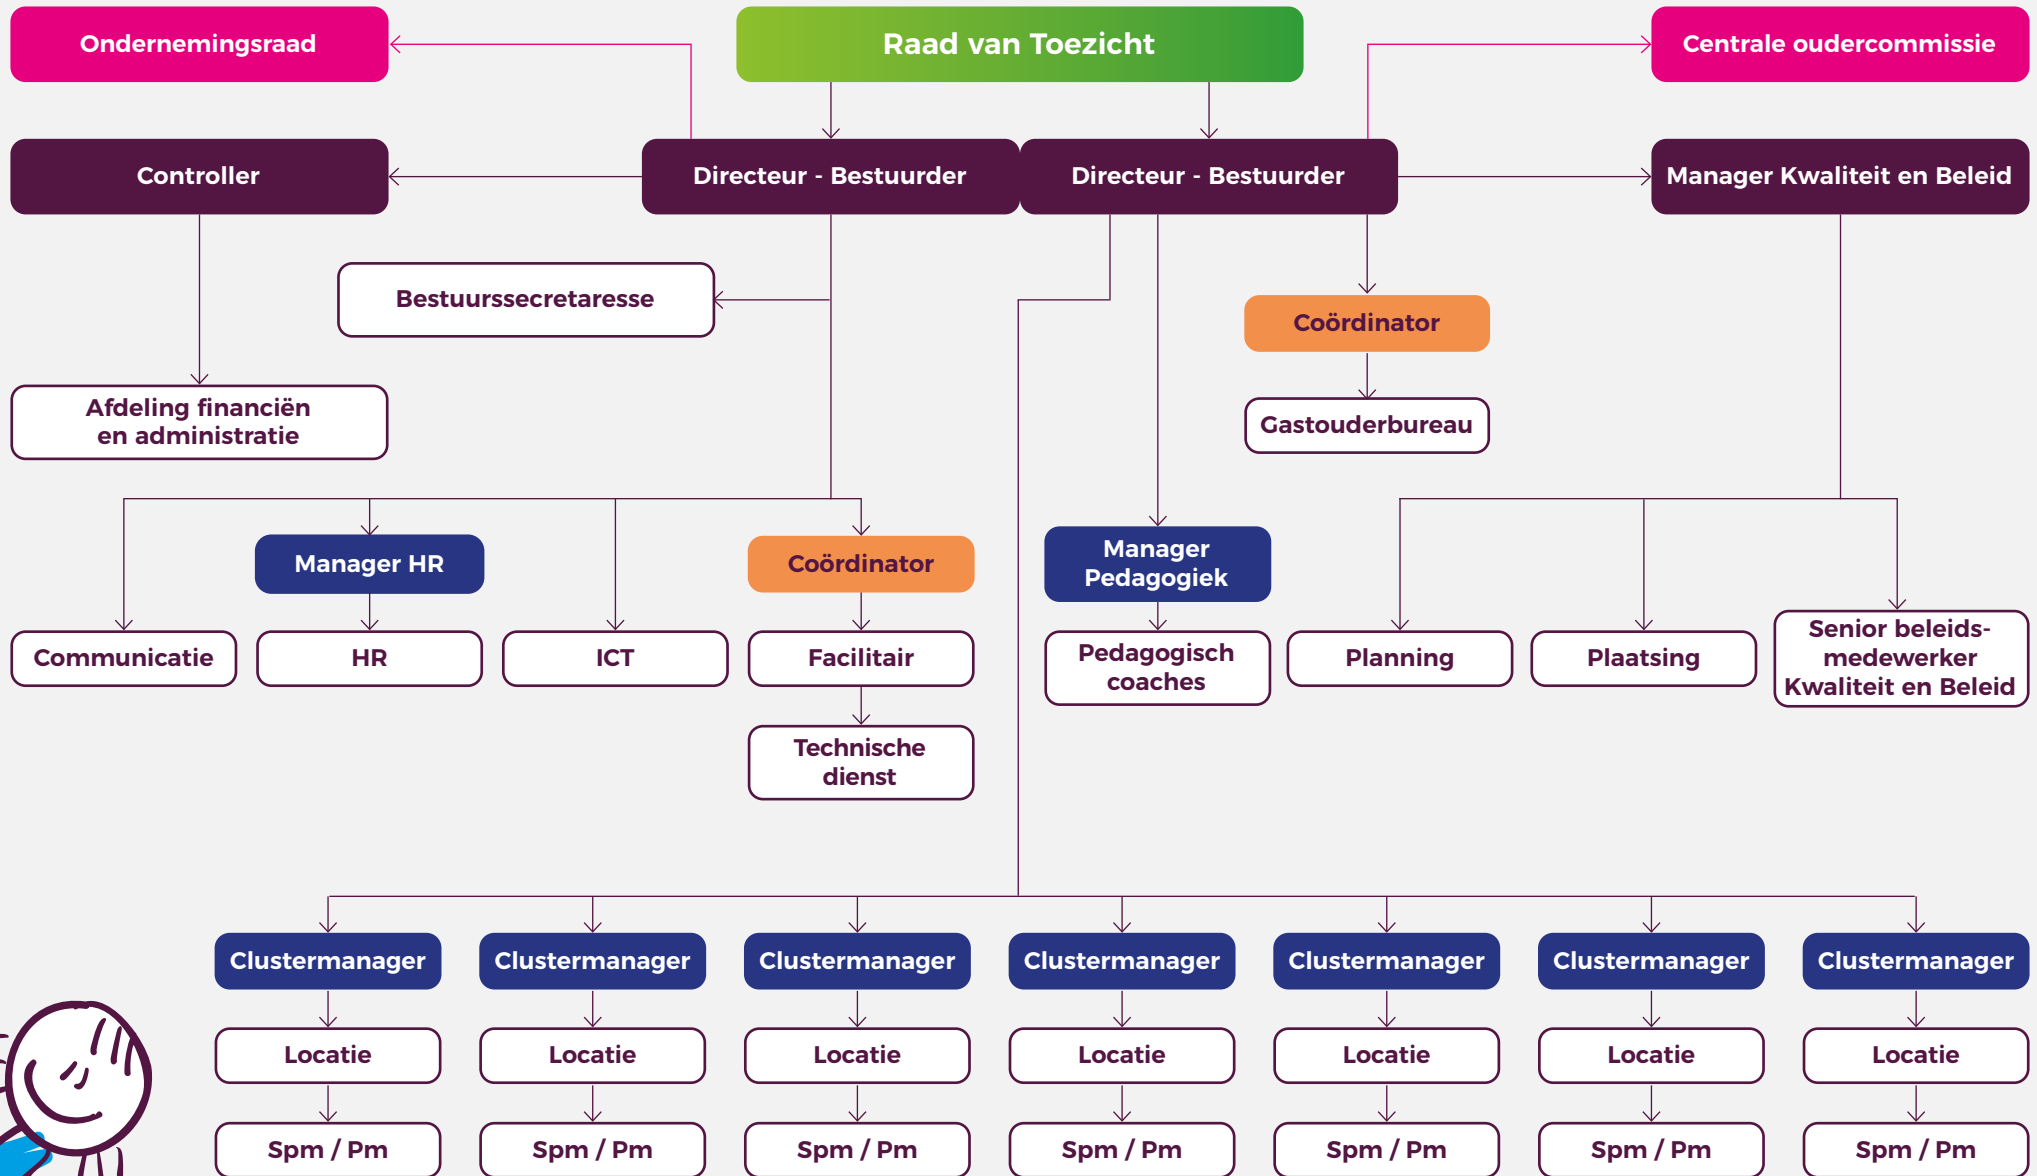 Ondernemingsraad
Raad van Toezicht
Centrale oudercommissie
Controller
Directeur - Bestuurder
Directeur - Bestuurder
Manager Kwaliteit en Beleid
Bestuurssecretaresse
Coördinator
Afdeling financiën
en administratie
Gastouderbureau
Manager HR
Coördinator
Manager
Pedagogiek
Communicatie
HR
ICT
Facilitair
Pedagogisch
coaches
Planning
Plaatsing
Senior beleids-
medewerker
Kwaliteit en Beleid
Technische
dienst
Clustermanager
Clustermanager
Clustermanager
Clustermanager
Clustermanager
Clustermanager
Clustermanager
Locatie
Locatie
Locatie
Locatie
Locatie
Locatie
Locatie
Spm / Pm
Spm / Pm
Spm / Pm
Spm / Pm
Spm / Pm
Spm / Pm
Spm / Pm